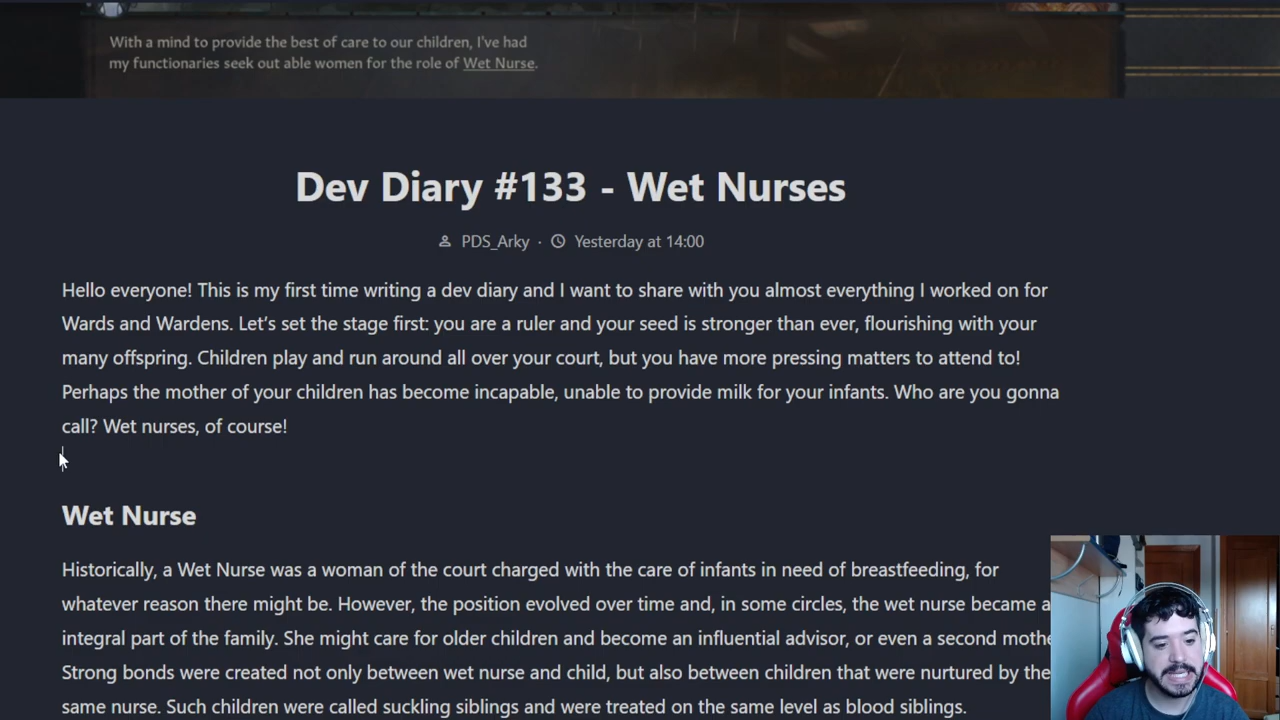 With a mind to provide the best of care to our children, I've had
my functionaries seek out able women for the role of Wet Nurse.
Dev Diary #133 - Wet Nurses
PDS_Arky · Yesterday at 14:00
Hello everyone! This is my first time writing a dev diary and I want to share with you almost everything I worked on for
Wards and Wardens. Let’s set the stage first: you are a ruler and your seed is stronger than ever, flourishing with your
many offspring. Children play and run around all over your court, but you have more pressing matters to attend to!
Perhaps the mother of your children has become incapable, unable to provide milk for your infants. Who are you gonna
call? Wet nurses, of course!
Wet Nurse
Historically, a Wet Nurse was a woman of the court charged with the care of infants in need of breastfeeding, for
whatever reason there might be. However, the position evolved over time and, in some circles, the wet nurse became a
integral part of the family. She might care for older children and become an influential advisor, or even a second mothe
Strong bonds were created not only between wet nurse and child, but also between children that were nurtured by the
same nurse. Such children were called suckling siblings and were treated on the same level as blood siblings.